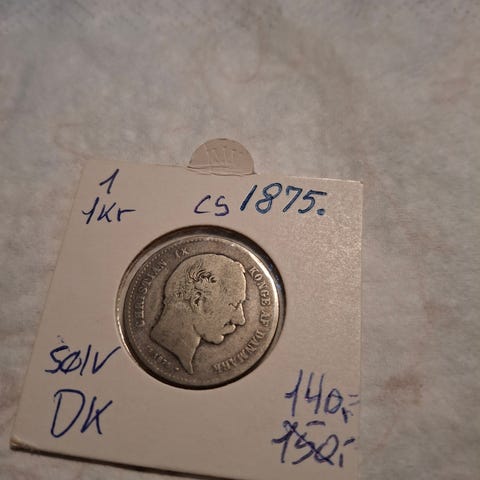 1
1Kr CS 1875.
CHRISTIAN IX KONGE AF DANMARK
sølv
DK
140,-
150,-